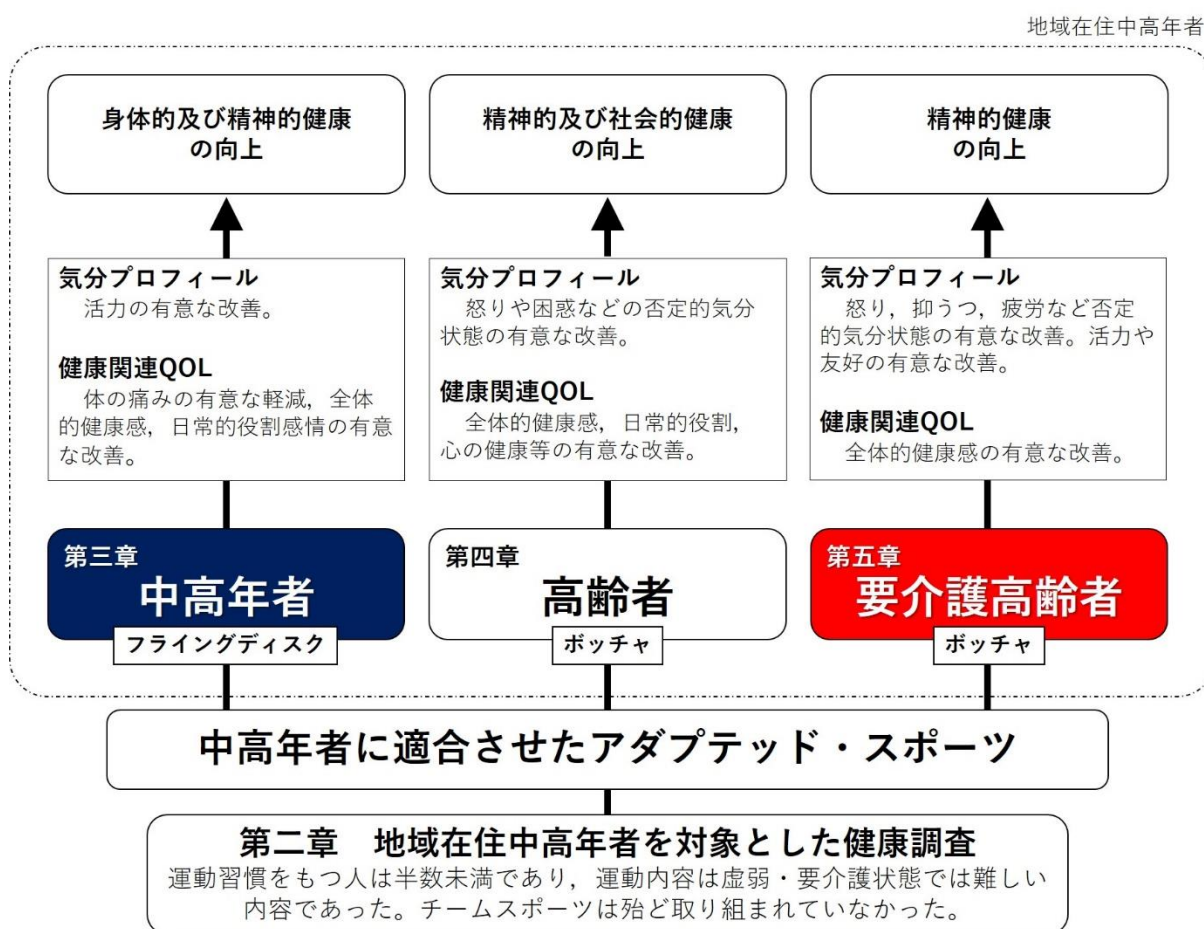 地域在住中高年者
身体的及び精神的健康
の向上
精神的及び社会的健康
の向上
精神的健康
の向上
気分プロフィール
活力の有意な改善。
健康関連QOL
体の痛みの有意な軽減，全体
的健康感，日常的役割感情の有意
な改善。
気分プロフィール
怒りや困惑などの否定的気分
状態の有意な改善。
健康関連QOL
全体的健康感，日常的役割，
心の健康等の有意な改善。
気分プロフィール
怒り，抑うつ，疲労など否定
的気分状態の有意な改善。活力や
友好の有意な改善。
健康関連QOL
全体的健康感の有意な改善。
第三章
中高年者
フライングディスク
第四章
高齢者
ボッチャ
第五章
要介護高齢者
ボッチャ
中高年者に適合させたアダプテッド・スポーツ
第二章　地域在住中高年者を対象とした健康調査
運動習慣をもつ人は半数未満であり，運動内容は虚弱・要介護状態では難しい
内容であった。チームスポーツは殆ど取り組まれていなかった。